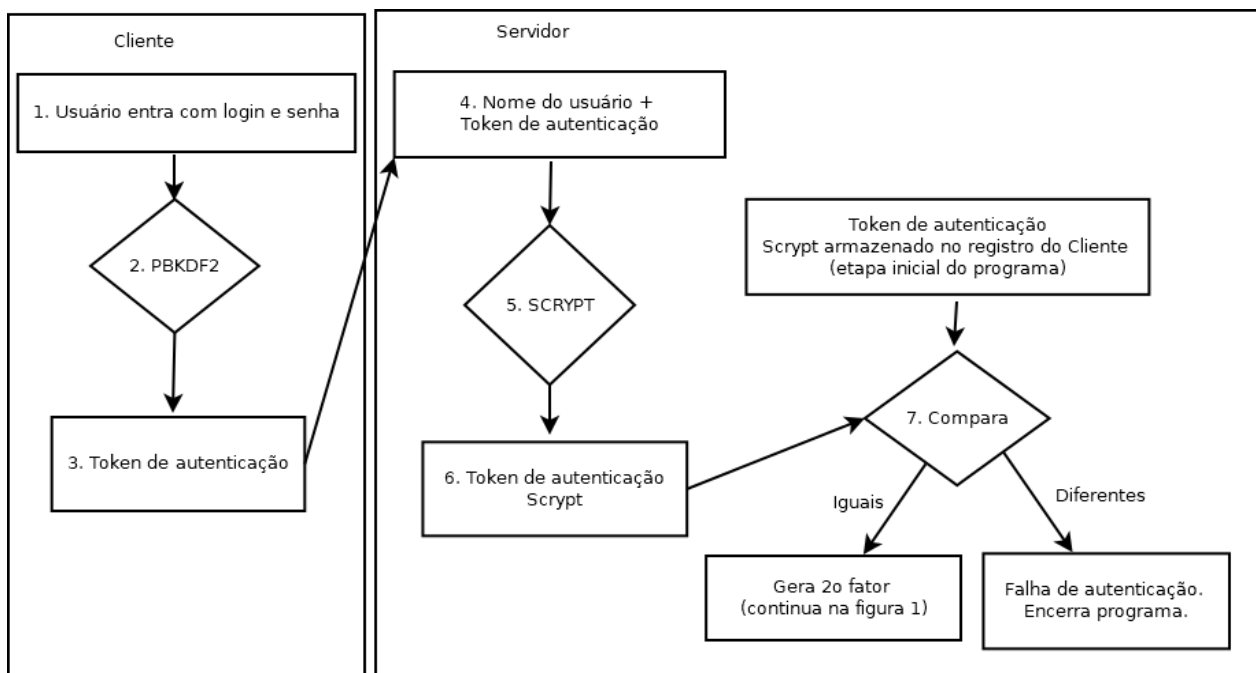 Cliente
1. Usuário entra com login e senha
2. PBKDF2
3. Token de autenticação
Servidor
4. Nome do usuário +
Token de autenticação
5. SCRYPT
6. Token de autenticação
Scrypt
Token de autenticação
Scrypt armazenado no registro do Cliente
(etapa inicial do programa)
7. Compara
Iguais
Diferentes
Gera 2o fator
(continua na figura 1)
Falha de autenticação.
Encerra programa.